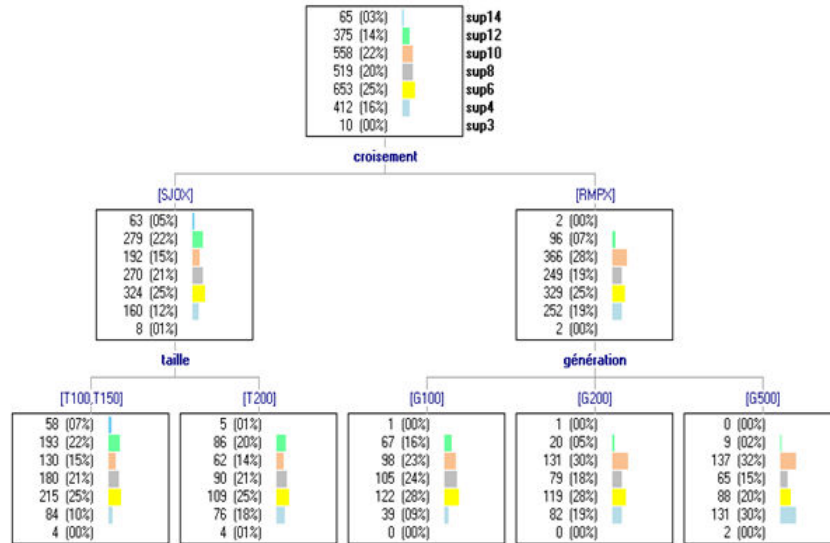 65 (03%) sup14
375 (14%) sup12
558 (22%) sup10
519 (20%) sup8
653 (25%) sup6
412 (16%) sup4
10 (00%) sup3
croisement
[SJOX]
63 (05%)
279 (22%)
192 (15%)
270 (21%)
324 (25%)
160 (12%)
8 (01%)
[RMPX]
2 (00%)
96 (07%)
366 (28%)
249 (19%)
329 (25%)
252 (19%)
2 (00%)
taille
génération
[T100,T150]
58 (07%)
193 (22%)
130 (15%)
180 (21%)
215 (25%)
84 (10%)
4 (00%)
[T200]
5 (01%)
86 (20%)
62 (14%)
90 (21%)
109 (25%)
76 (18%)
4 (01%)
[G100]
1 (00%)
67 (16%)
98 (23%)
105 (24%)
122 (28%)
39 (09%)
0 (00%)
[G200]
1 (00%)
20 (05%)
131 (30%)
79 (18%)
119 (28%)
82 (19%)
0 (00%)
[G500]
0 (00%)
9 (02%)
137 (32%)
65 (15%)
88 (20%)
131 (30%)
2 (00%)